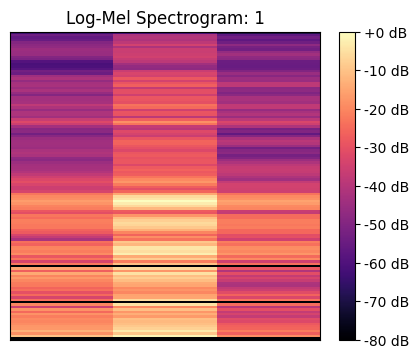 Log-Mel Spectrogram: 1
+0 dB
-10 dB
-20 dB
-30 dB
-40 dB
-50 dB
-60 dB
-70 dB
-80 dB